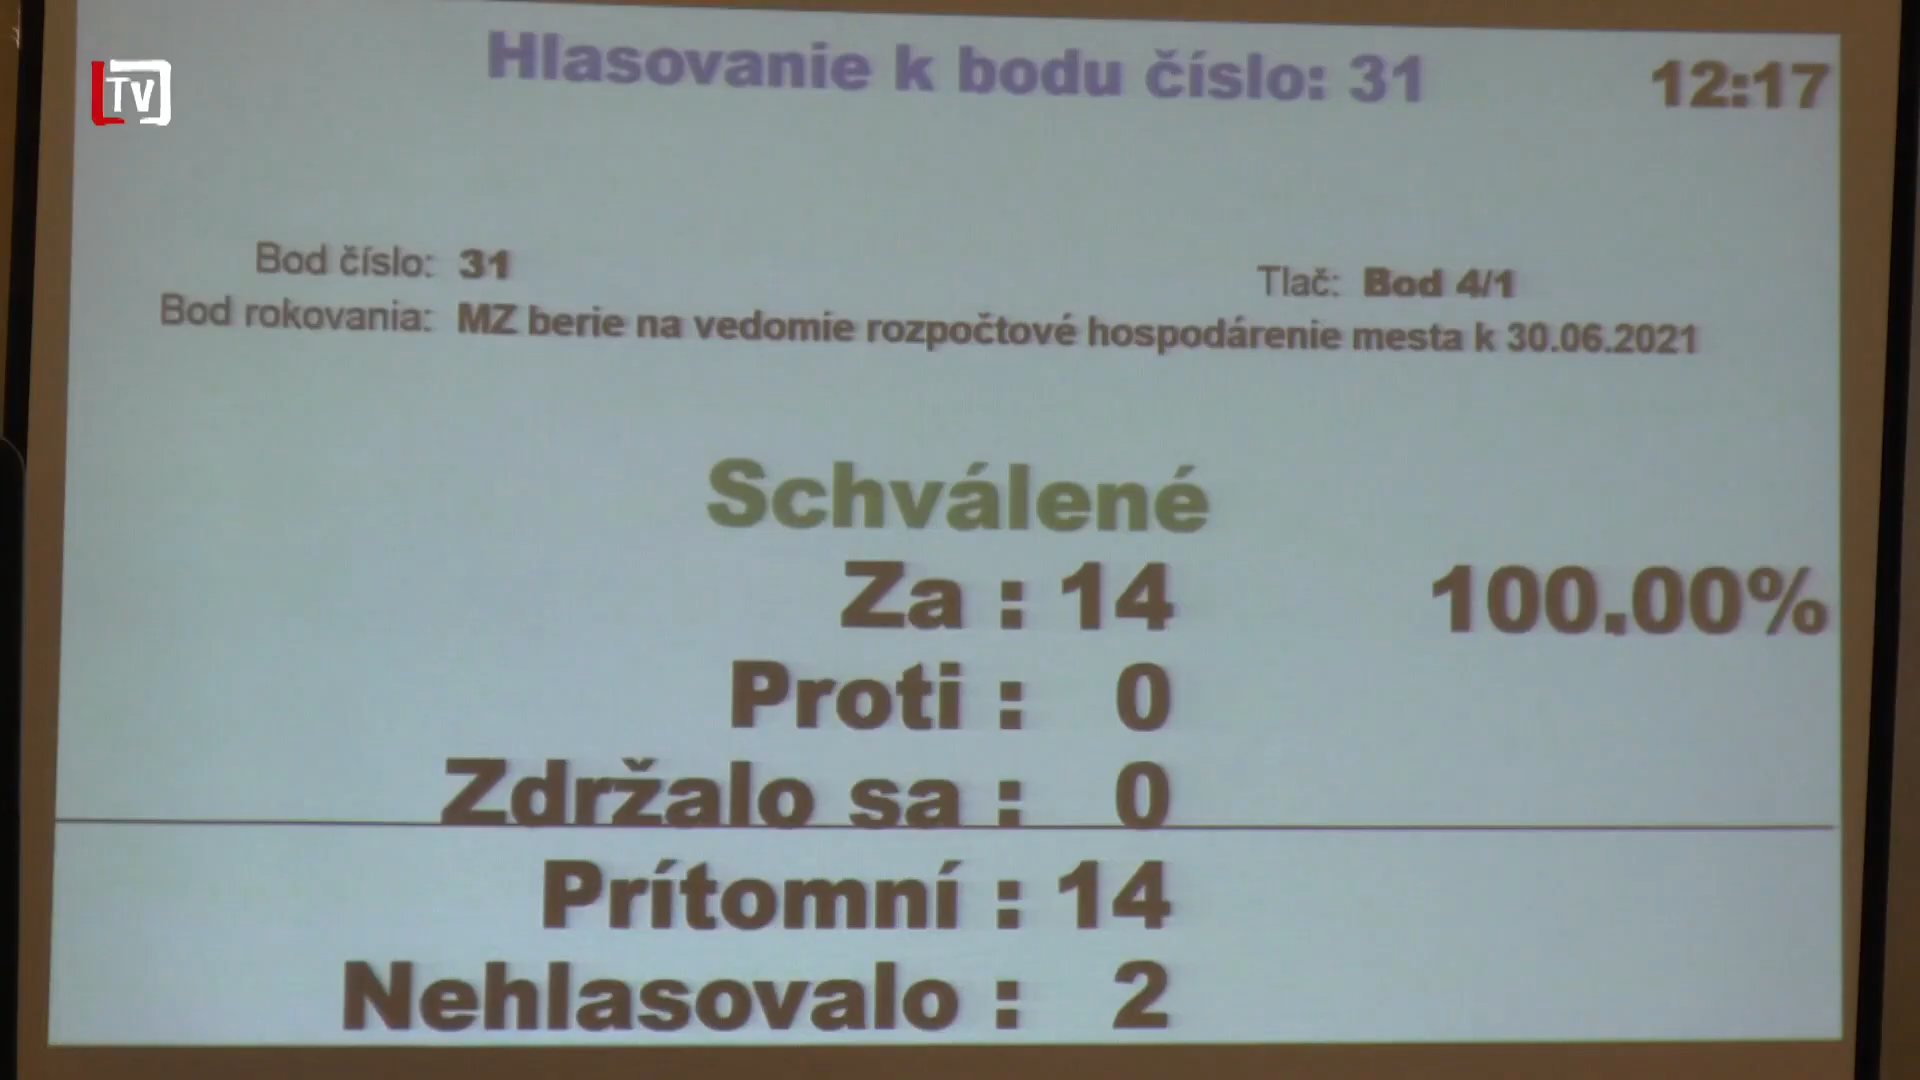 TV
Hlasovanie k bodu číslo: 31
12:17
Bod číslo: 31
Tlač: Bod 4/1
Bod rokovania: MZ berie na vedomie rozpočtové hospodárenie mesta k 30.06.2021
Schválené
Za : 14 100.00%
Proti : 0
Zdržalo sa : 0
Prítomní : 14
Nehlasovalo : 2